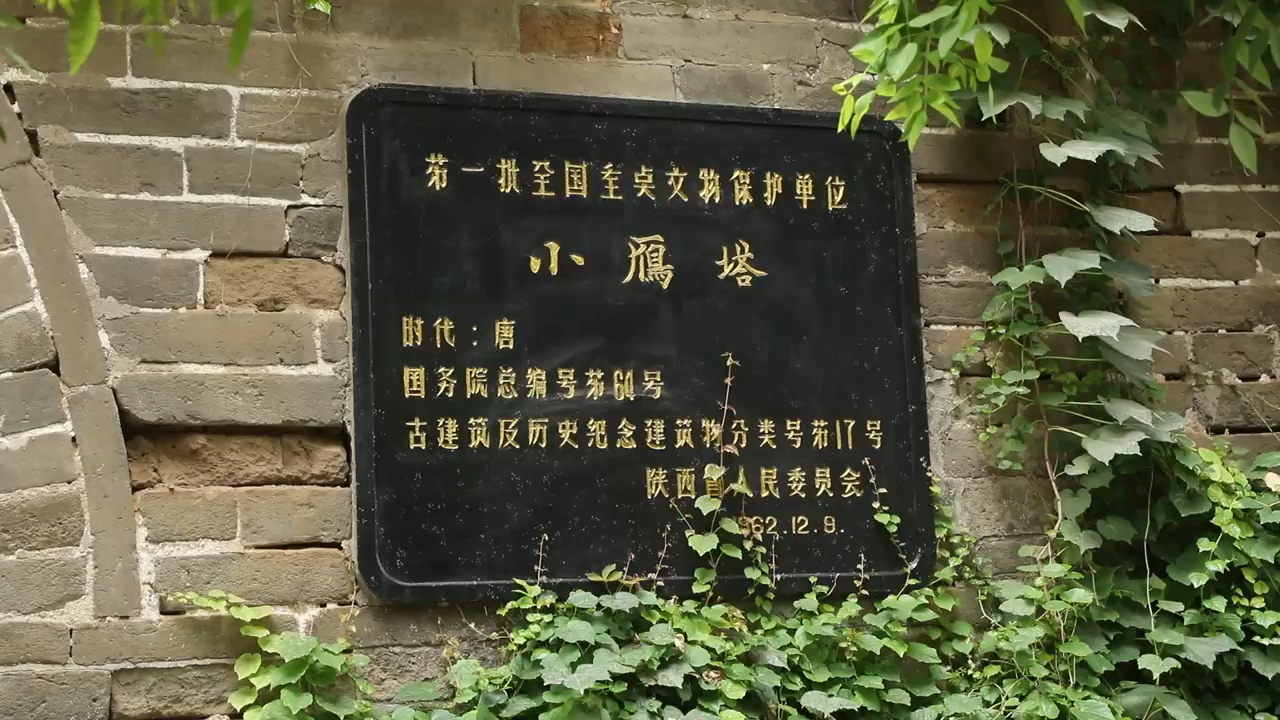 第一批全国重点文物保护单位
小雁塔
时代：唐
国务院总编号第64号
古建筑及历史纪念建筑物分类号第17号
陕西省人民委员会
1962.12.9.